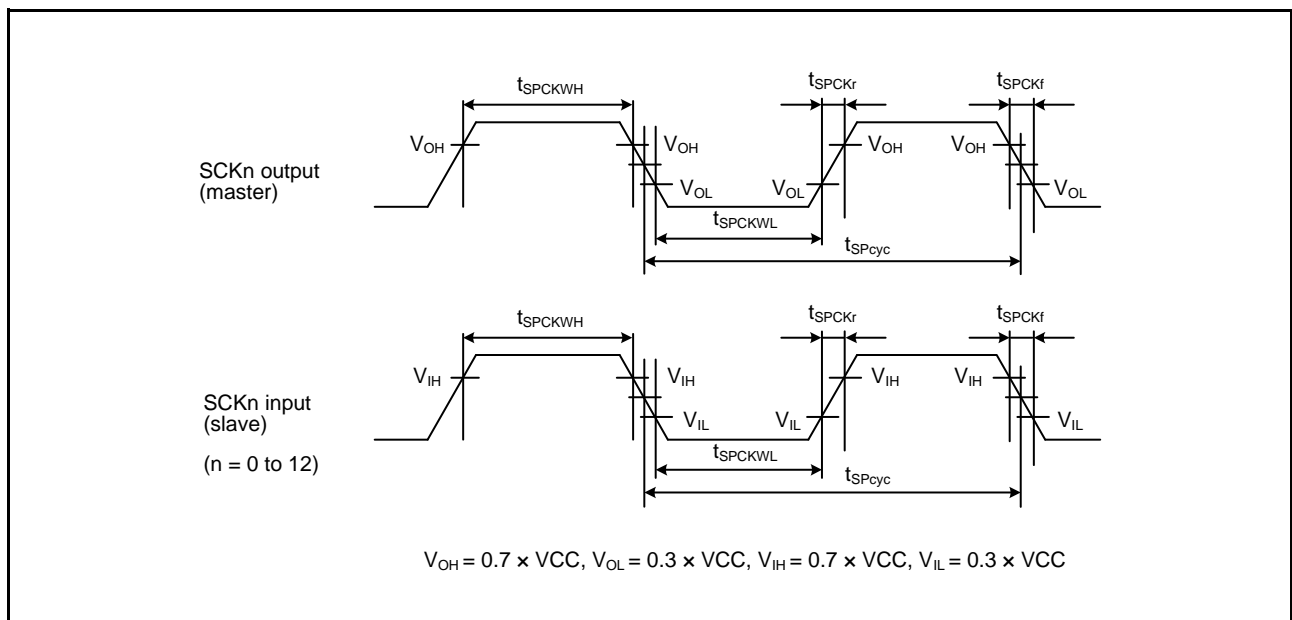 tSPCKWH
tSPCKr
tSPCKf
VOH
VOH
VOH
VOH
SCKn output
(master)
VOL
VOL
VOL
tSPCKWL
tSPcyc
tSPCKWH
tSPCKr
tSPCKf
VIH
VIH
VIH
VIH
SCKn input
(slave)
VIL
VIL
VIL
(n = 0 to 12)
tSPCKWL
tSPcyc
VOH = 0.7 × VCC, VOL = 0.3 × VCC, VIH = 0.7 × VCC, VIL = 0.3 × VCC